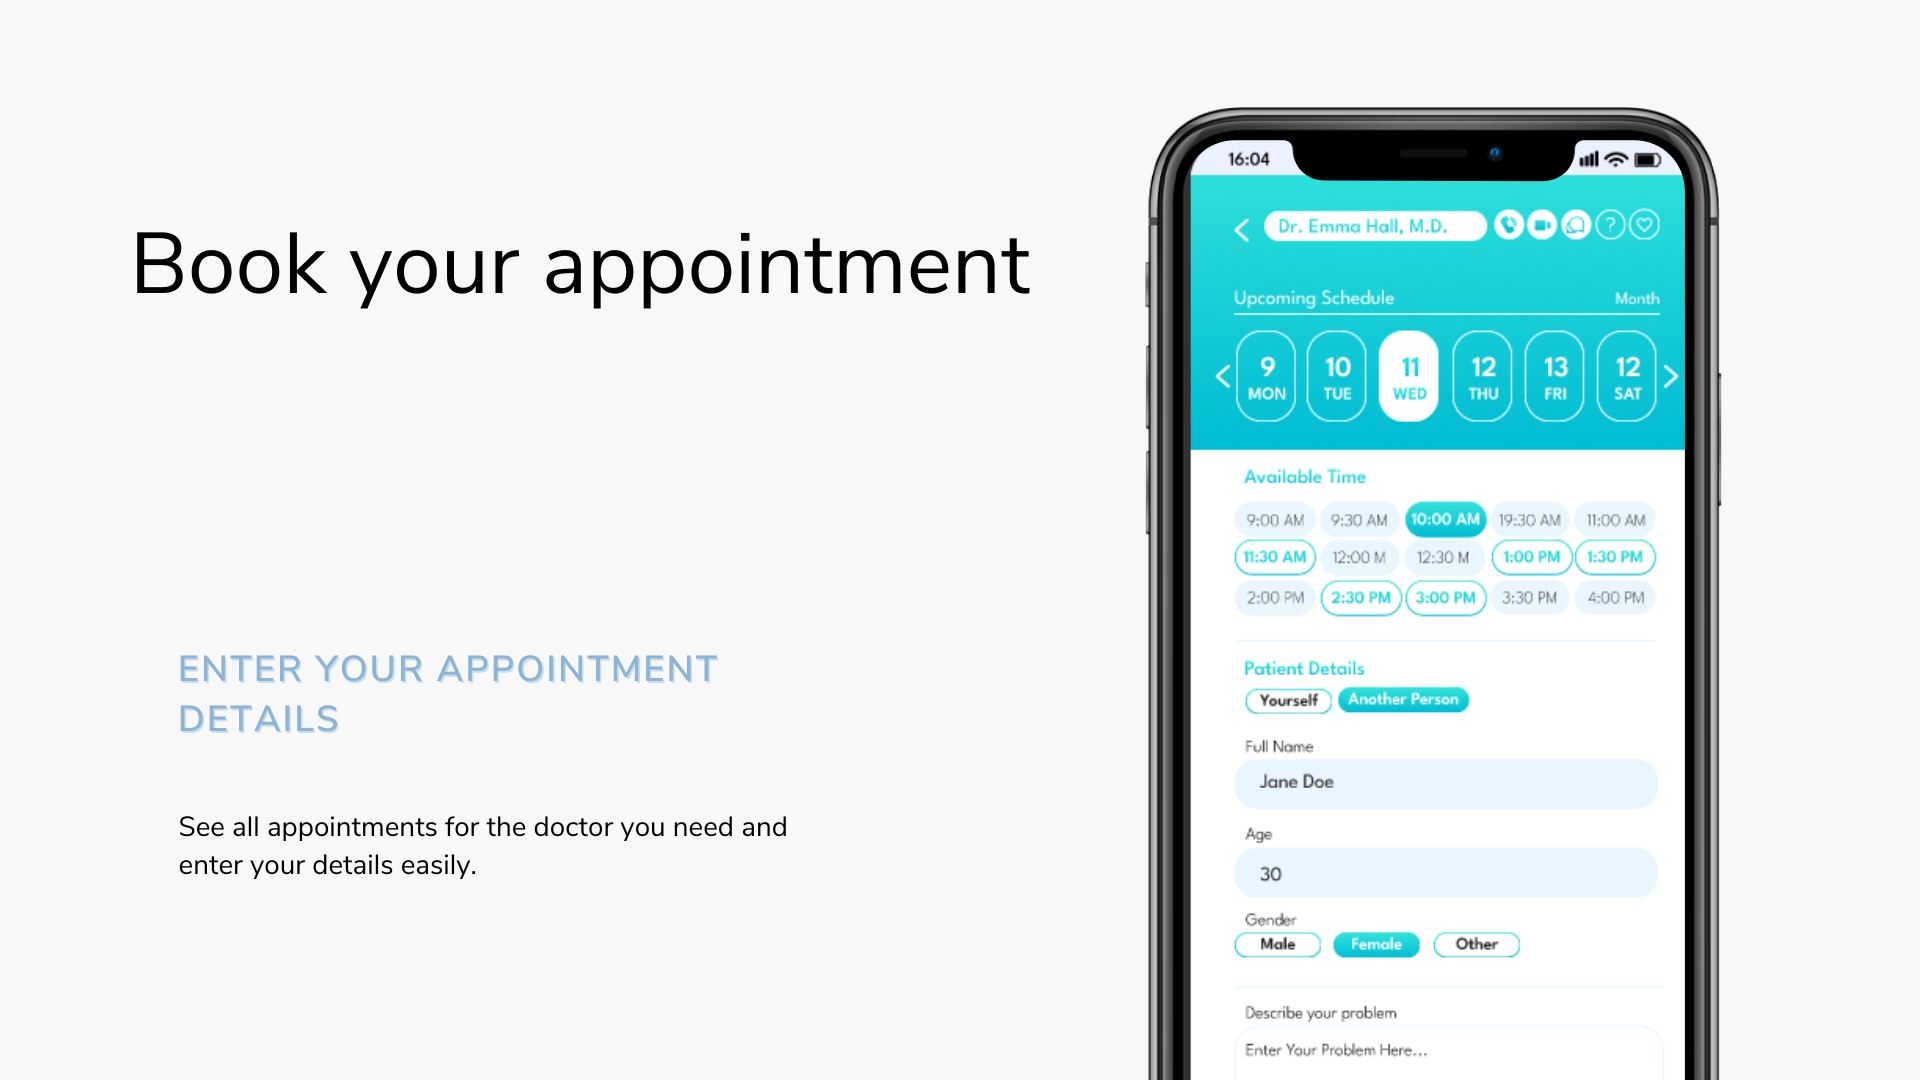 Book your appointment
ENTER YOUR APPOINTMENT
DETAILS
See all appointments for the doctor you need and
enter your details easily.
16:04
Dr. Emma Hall, M.D.
?
Upcoming Schedule Month
9 10 11 12 13 12
MON TUE WED THU FRI SAT
Available Time
9:00 AM 9:30 AM 10:00 AM 19:30 AM 11:00 AM
11:30 AM 12:00 M 12:30 M 1:00 PM 1:30 PM
2:00 PM 2:30 PM 3:00 PM 3:30 PM 4:00 PM
Patient Details
Yourself Another Person
Full Name
Jane Doe
Age
30
Gender
Male Female Other
Describe your problem
Enter Your Problem Here...